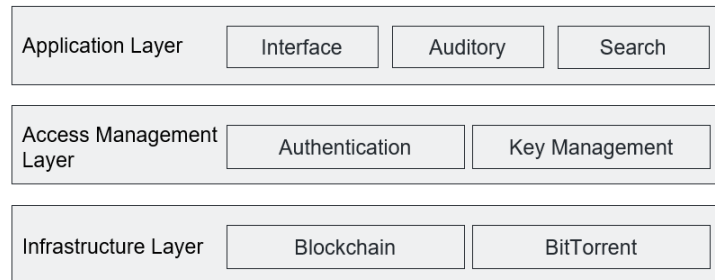 Application Layer
Interface
Auditory
Search
Access Management
Layer
Authentication
Key Management
Infrastructure Layer
Blockchain
BitTorrent